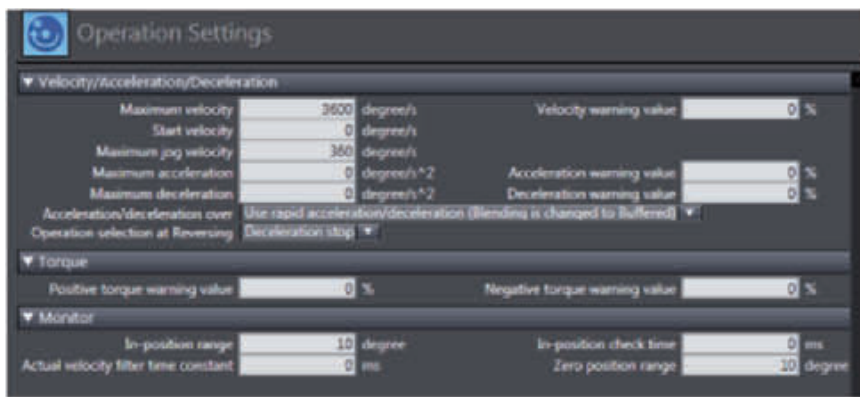 Operation Settings
▼ Velocity/Acceleration/Deceleration
Maximum velocity 3600 degree/s Velocity warning value 0 %
Start velocity 0 degree/s
Maximum jog velocity 360 degree/s
Maximum acceleration 0 degree/s^2 Acceleration warning value 0 %
Maximum deceleration 0 degree/s^2 Deceleration warning value 0 %
Acceleration/deceleration over Use rapid acceleration/deceleration (Blending is changed to Buffered)
Operation selection at Reversing Deceleration stop
▼ Torque
Positive torque warning value 0 % Negative torque warning value 0 %
▼ Monitor
In-position range 10 degree In-position check time 0 ms
Actual velocity filter time constant 0 ms Zero position range 10 degree